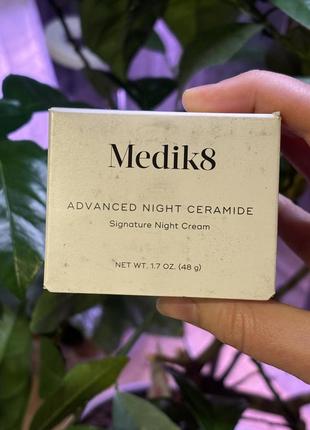 Medik8
ADVANCED NIGHT CERAMIDE
Signature Night Cream
NET WT. 1.7 OZ. (48 g)